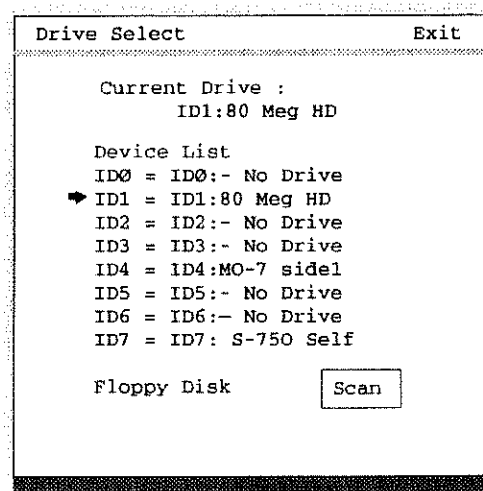 Drive Select Exit
Current Drive :
ID1:80 Meg HD
Device List
IDØ = IDØ:- No Drive
ID1 = ID1:80 Meg HD
ID2 = ID2:- No Drive
ID3 = ID3:- No Drive
ID4 = ID4:MO-7 side1
ID5 = ID5:- No Drive
ID6 = ID6:— No Drive
ID7 = ID7: S-750 Self
Floppy Disk Scan